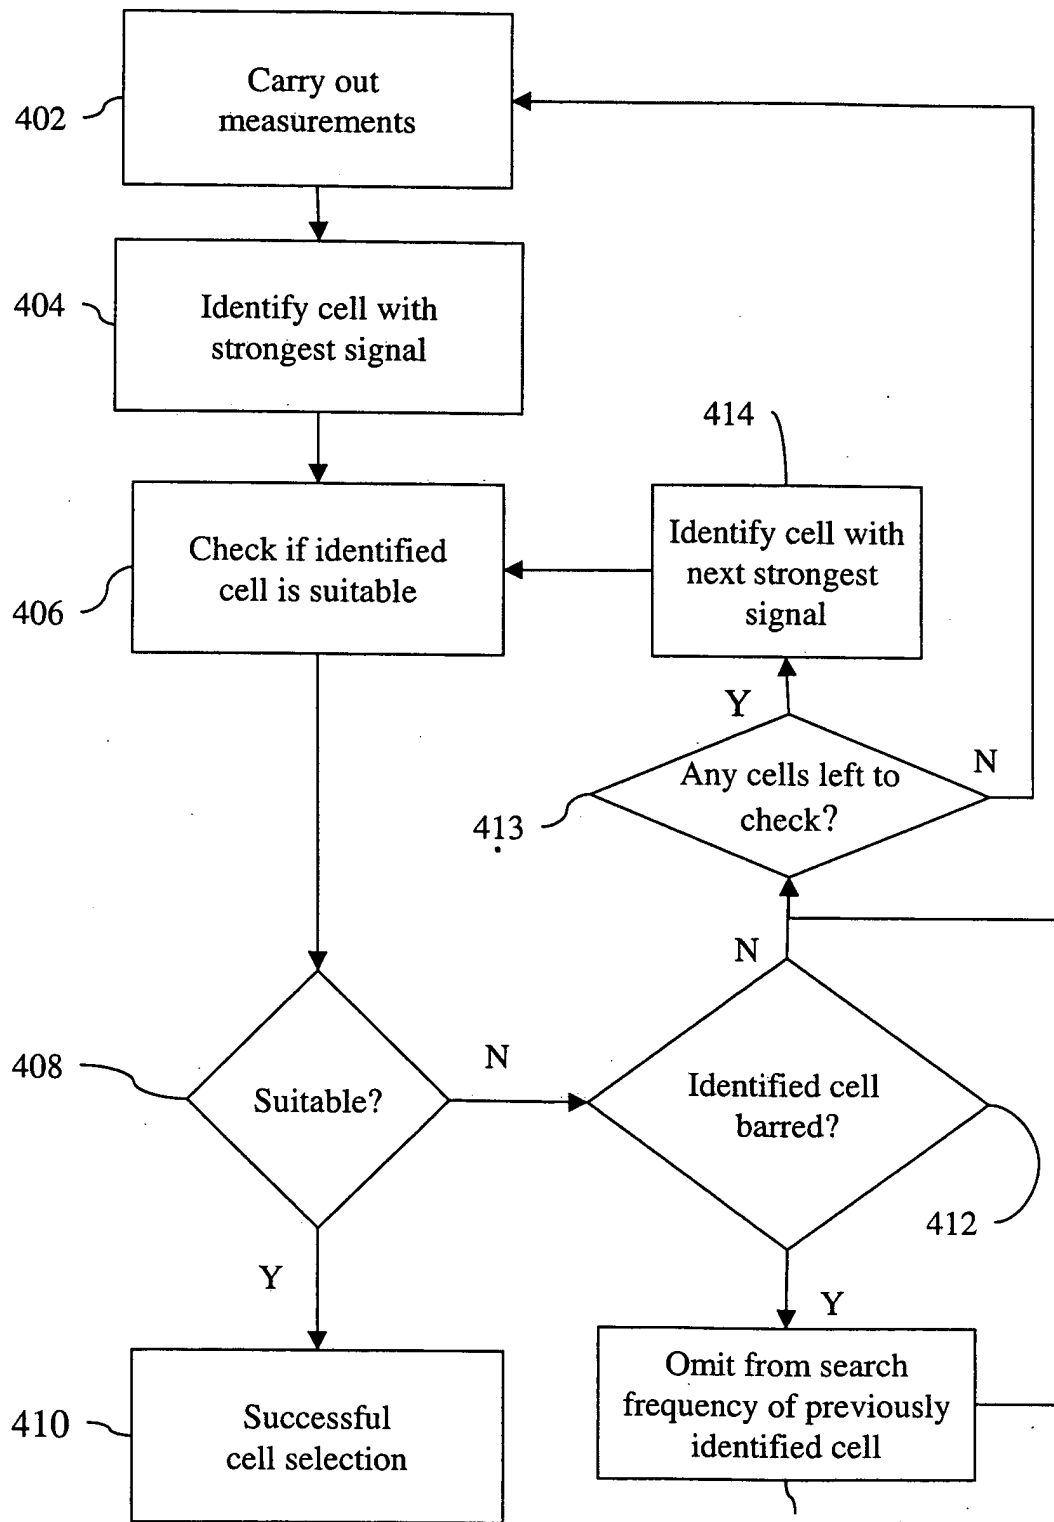 Carry out
measurements
402
Identify cell with
strongest signal
404
414
Check if identified
cell is suitable
406
Identify cell with
next strongest
signal
Y
N
Any cells left to
check?
413
N
408
Suitable?
N
Identified cell
barred?
412
Y
Y
Successful
cell selection
410
Omit from search
frequency of previously
identified cell